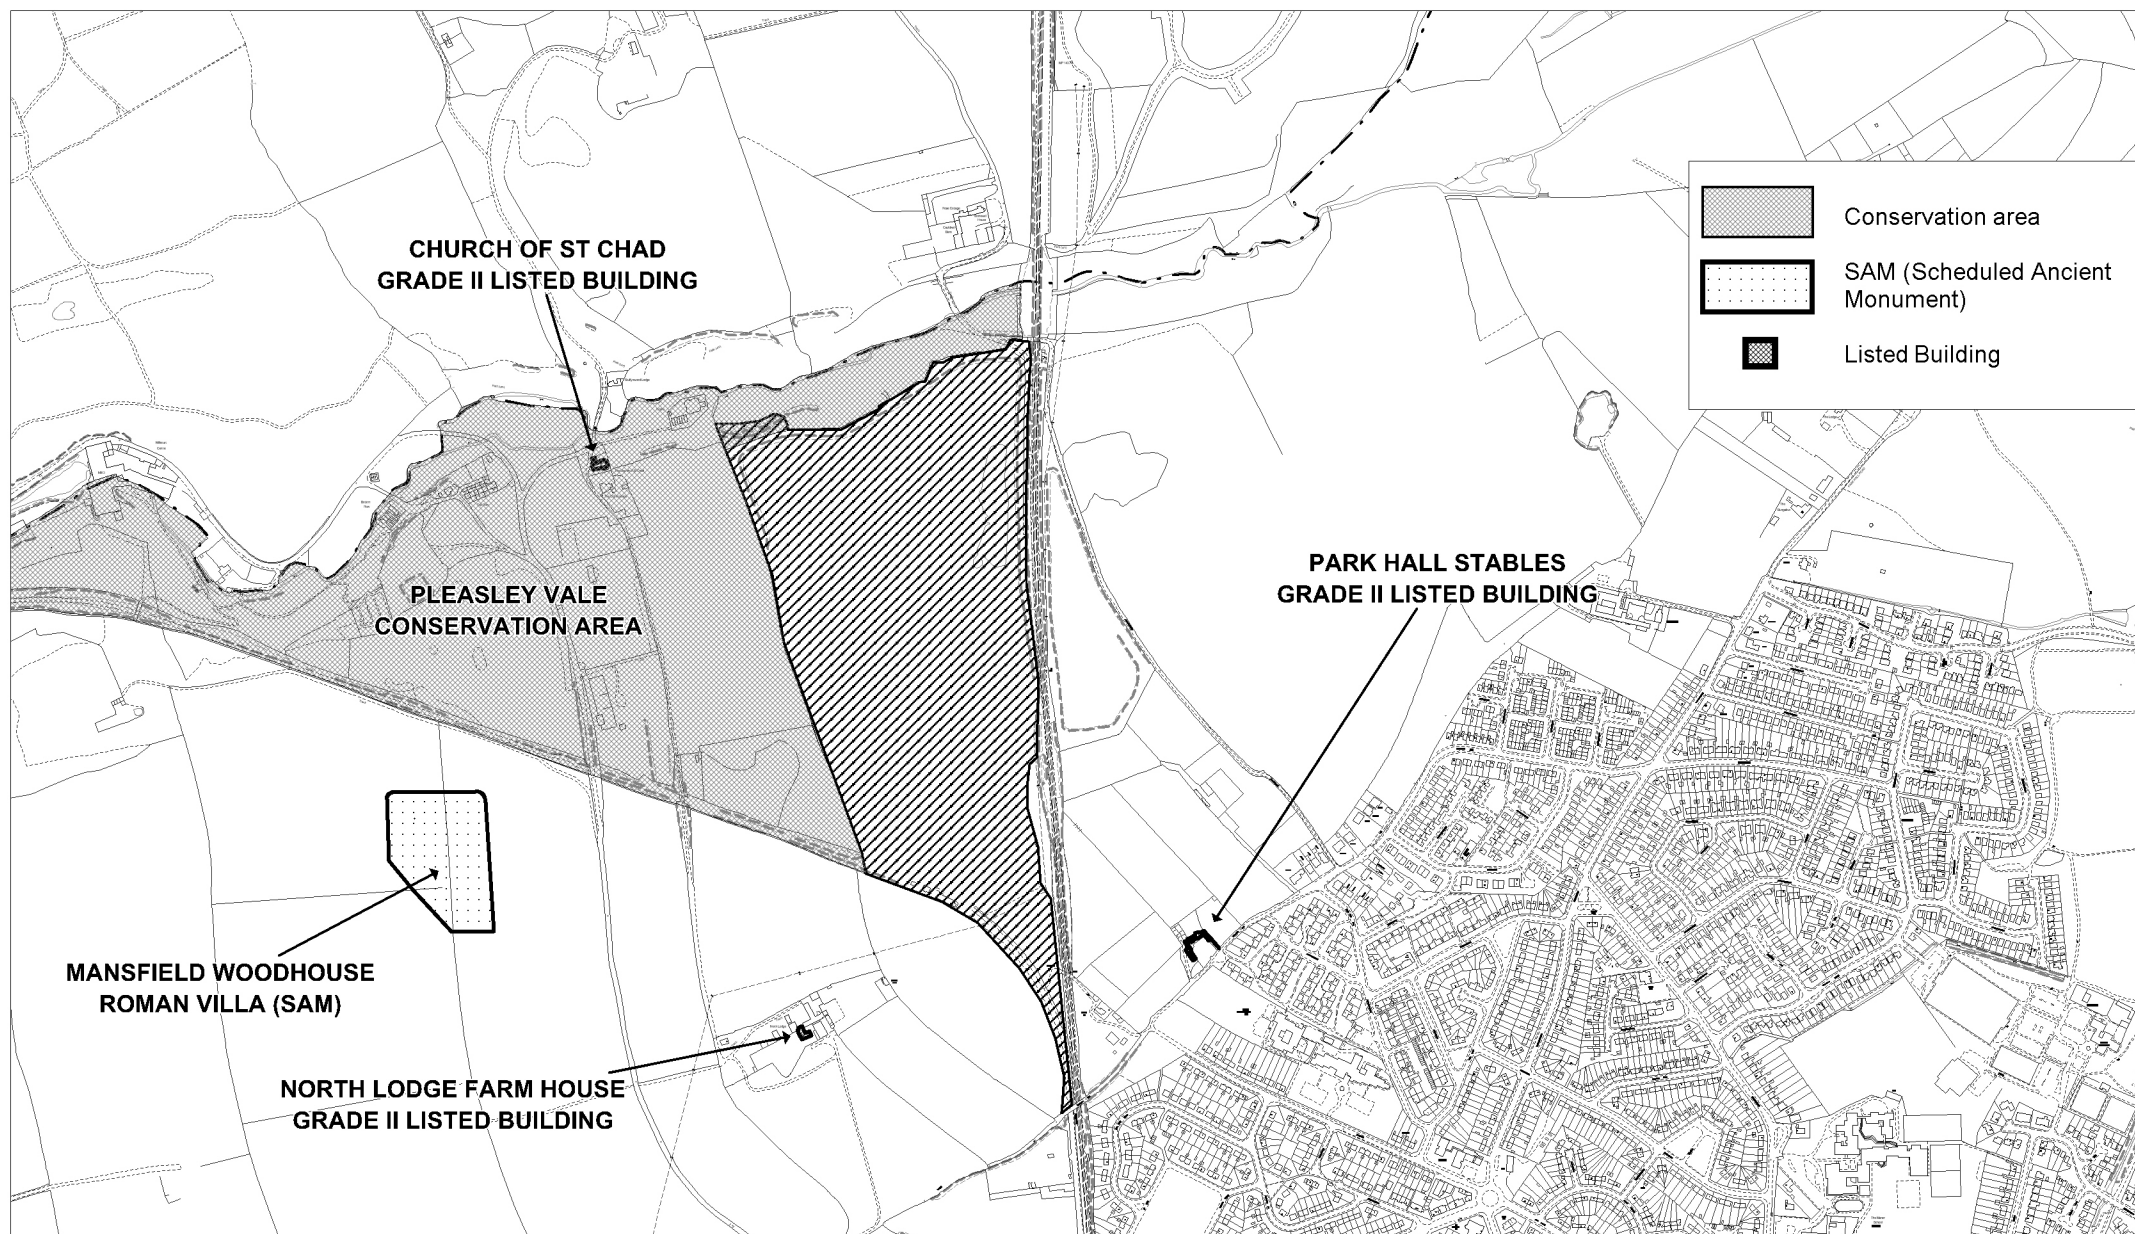 CHURCH OF ST CHAD
GRADE II LISTED BUILDING
Conservation area
SAM (Scheduled Ancient
Monument)
Listed Building
PARK HALL STABLES
GRADE II LISTED BUILDING
PLEASLEY VALE
CONSERVATION AREA
MANSFIELD WOODHOUSE
ROMAN VILLA (SAM)
NORTH LODGE FARM HOUSE
GRADE II LISTED BUILDING